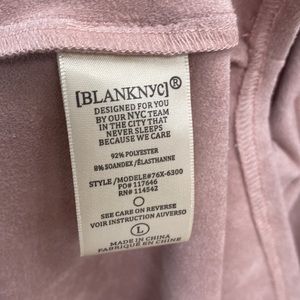 [BLANKNYC]®
DESIGNED FOR YOU
BY OUR NYC TEAM
IN THE CITY THAT
NEVER SLEEPS
BECAUSE WE CARE
92% POLYESTER
8% SOANDEX/ÉLASTHANNE
STYLE/MODELE#76X-6300
PO# 117646
RN# 114542
SEE CARE ON REVERSE
VOIR INSTRUCTION AUVERSO
L
MADE IN CHINA
FABRIQUE EN CHINE